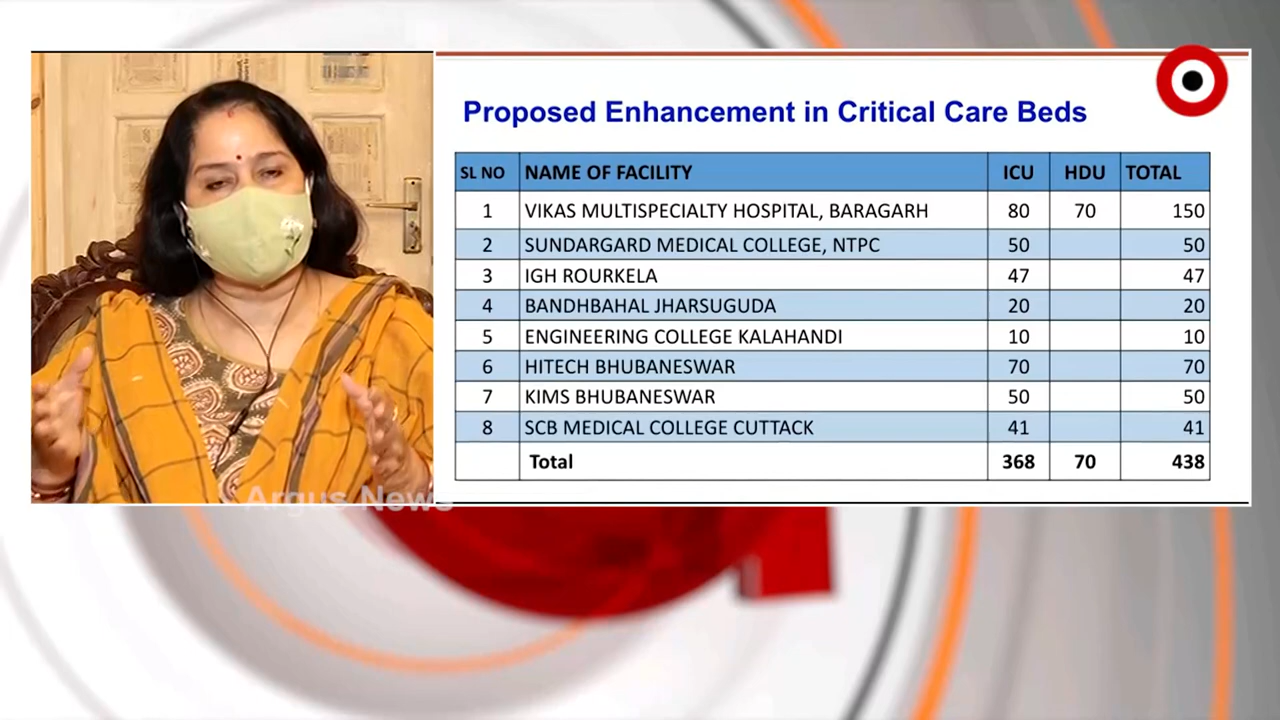 Proposed Enhancement in Critical Care Beds
SL NO NAME OF FACILITY ICU HDU TOTAL
1 VIKAS MULTISPECIALTY HOSPITAL, BARAGARH 80 70 150
2 SUNDARGARD MEDICAL COLLEGE, NTPC 50 50
3 IGH ROURKELA 47 47
4 BANDHBAHAL JHARSUGUDA 20 20
5 ENGINEERING COLLEGE KALAHANDI 10 10
6 HITECH BHUBANESWAR 70 70
7 KIMS BHUBANESWAR 50 50
8 SCB MEDICAL COLLEGE CUTTACK 41 41
Total 368 70 438
Argus News